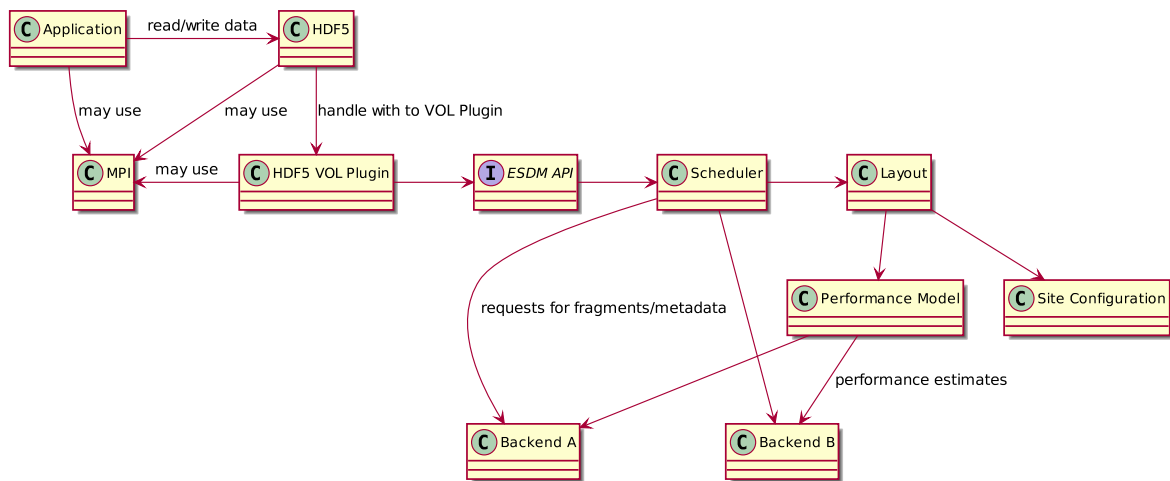 C Application
read/write data
C HDF5
may use
may use
handle with to VOL Plugin
C MPI
may use
C HDF5 VOL Plugin
I ESDM API
C Scheduler
C Layout
requests for fragments/metadata
C Performance Model
C Site Configuration
performance estimates
C Backend A
C Backend B